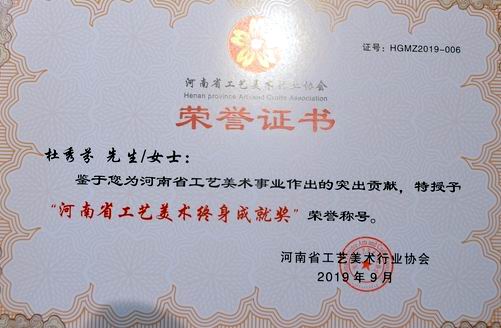 证号：HGMZ2019-006
河南省工艺美术行业协会
Henan province Arts and Crafts Association
荣誉证书
杜秀芬 先生/女士：
鉴于您为河南省工艺美术事业作出的突出贡献，特授予
“河南省工艺美术终身成就奖”荣誉称号。
河南省工艺美术行业协会
2019年9月